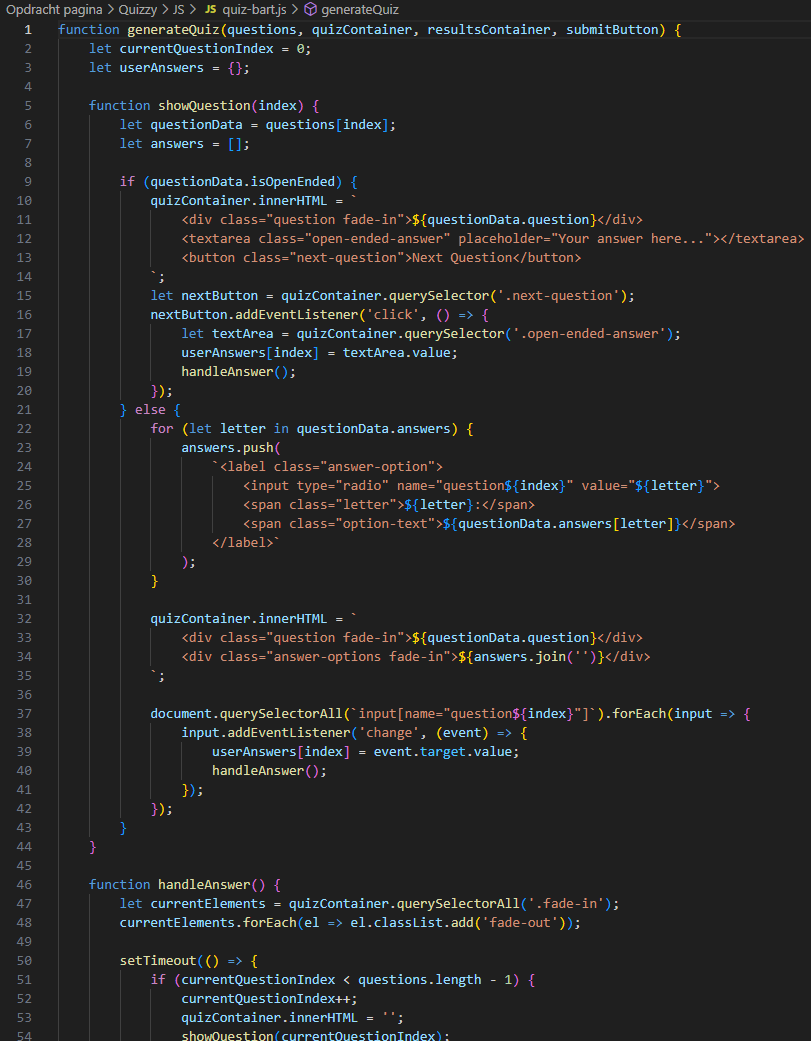 Opdracht pagina > Quizzy > JS > JS quiz-bart.js > generateQuiz
1 function generateQuiz(questions, quizContainer, resultsContainer, submitButton) {
2 let currentQuestionIndex = 0;
3 let userAnswers = {};
4
5 function showQuestion(index) {
6 let questionData = questions[index];
7 let answers = [];
8
9 if (questionData.isOpenEnded) {
10 quizContainer.innerHTML = `
11 <div class="question fade-in">${questionData.question}</div>
12 <textarea class="open-ended-answer" placeholder="Your answer here..."></textarea>
13 <button class="next-question">Next Question</button>
14 `;
15 let nextButton = quizContainer.querySelector('.next-question');
16 nextButton.addEventListener('click', () => {
17 let textArea = quizContainer.querySelector('.open-ended-answer');
18 userAnswers[index] = textArea.value;
19 handleAnswer();
20 });
21 } else {
22 for (let letter in questionData.answers) {
23 answers.push(
24 `<label class="answer-option">
25 <input type="radio" name="question${index}" value="${letter}">
26 <span class="letter">${letter}:</span>
27 <span class="option-text">${questionData.answers[letter]}</span>
28 </label>`
29 );
30 }
31
32 quizContainer.innerHTML = `
33 <div class="question fade-in">${questionData.question}</div>
34 <div class="answer-options fade-in">${answers.join('')}</div>
35 `;
36
37 document.querySelectorAll(`input[name="question${index}"]`).forEach(input => {
38 input.addEventListener('change', (event) => {
39 userAnswers[index] = event.target.value;
40 handleAnswer();
41 });
42 });
43 }
44 }
45
46 function handleAnswer() {
47 let currentElements = quizContainer.querySelectorAll('.fade-in');
48 currentElements.forEach(el => el.classList.add('fade-out'));
49
50 setTimeout(() => {
51 if (currentQuestionIndex < questions.length - 1) {
52 currentQuestionIndex++;
53 quizContainer.innerHTML = '';
54 showQuestion(currentQuestionIndex);